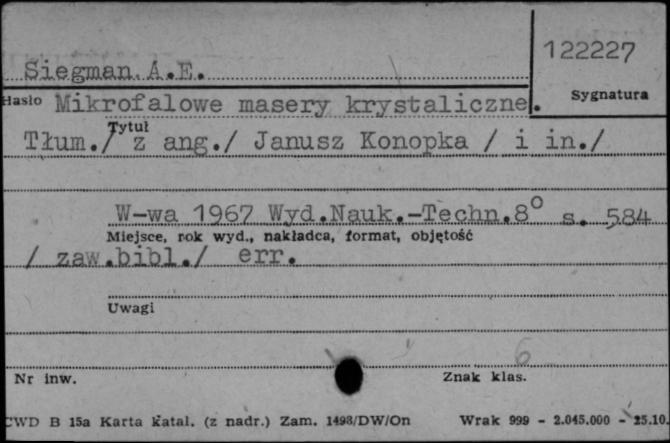 122227
Siegman.A.E.
Hasło Mikrofalowe masery krystaliczne. Sygnatura
Tytuł
Tłum./ z ang./ Janusz Konopka / i in./
W-wa 1967 Wyd.Nauk.-Techn.8° s. 584
Miejsce, rok wyd., nakładca, format, objętość
/ zaw.bibl./ err.
Uwagi
6
Nr inw. Znak klas.
CWD B 15a Karta katal. (z nadr.) Zam. 1493/DW/On Wrak 999 - 2.045.000 - 25.10.